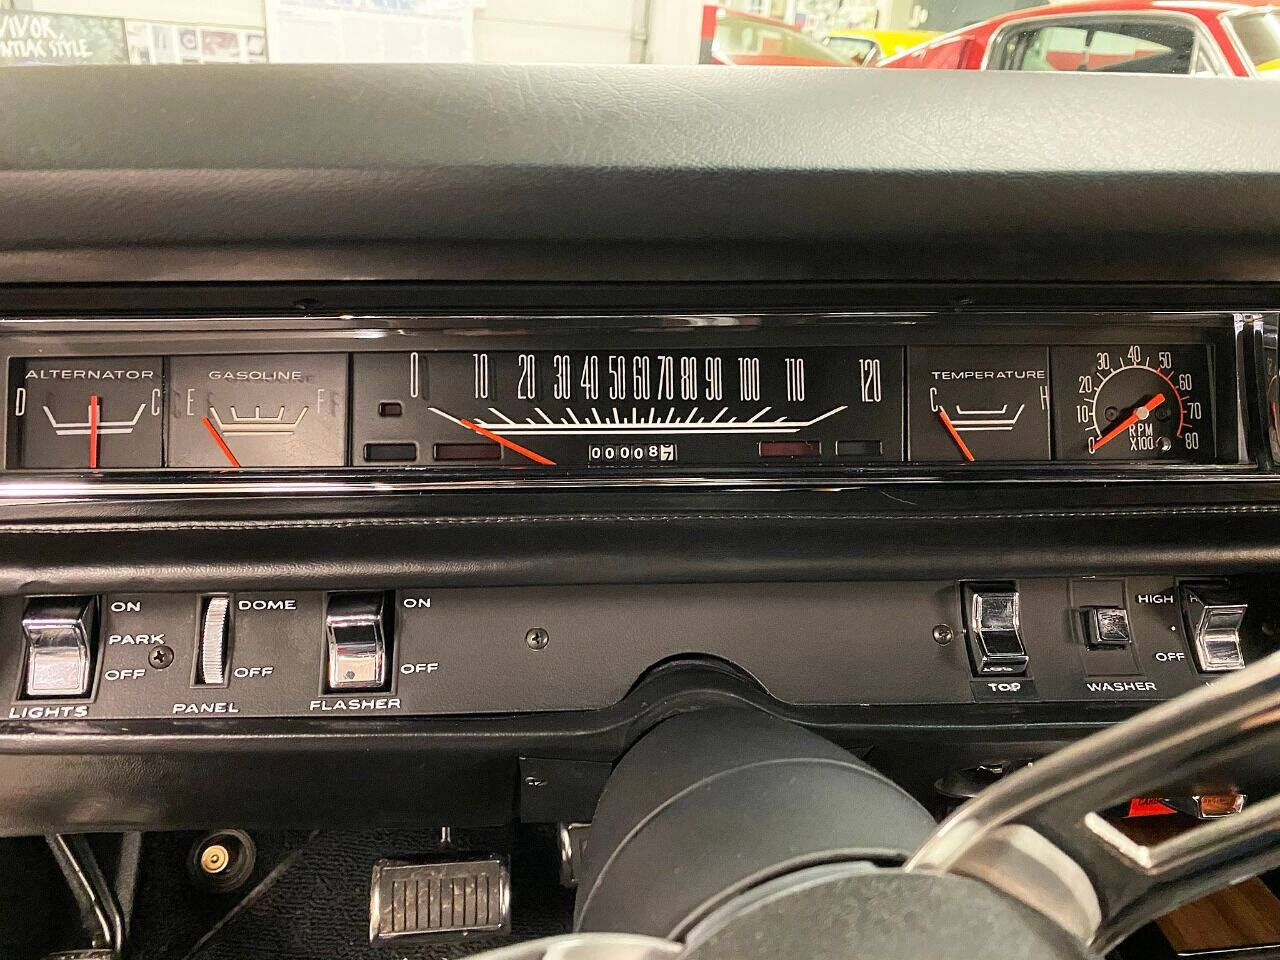 VIVOR,
NTIAC STYLE
ALTERNATOR
D C
GASOLINE
E F
0 10 20 30 40 50 60 70 80 90 100 110 120
00008
TEMPERATURE
C H
0 10 20 30 40 50 60 70 80
RPM
X100
ON
PARK
OFF
LIGHTS
DOME
OFF
PANEL
ON
OFF
FLASHER
TOP
WASHER
HIGH
OFF